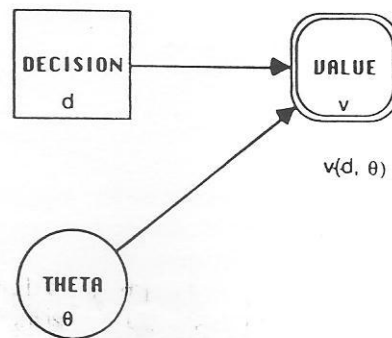 DECISION
d
VALUE
v
v(d, θ)
THETA
θ